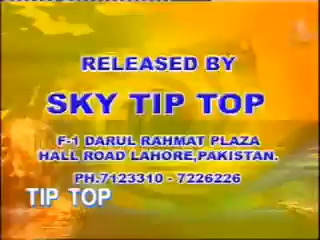 RELEASED BY
SKY TIP TOP
F-1 DARUL RAHMAT PLAZA
HALL ROAD LAHORE,PAKISTAN.
PH.7123310 - 7226226
TIP TOP